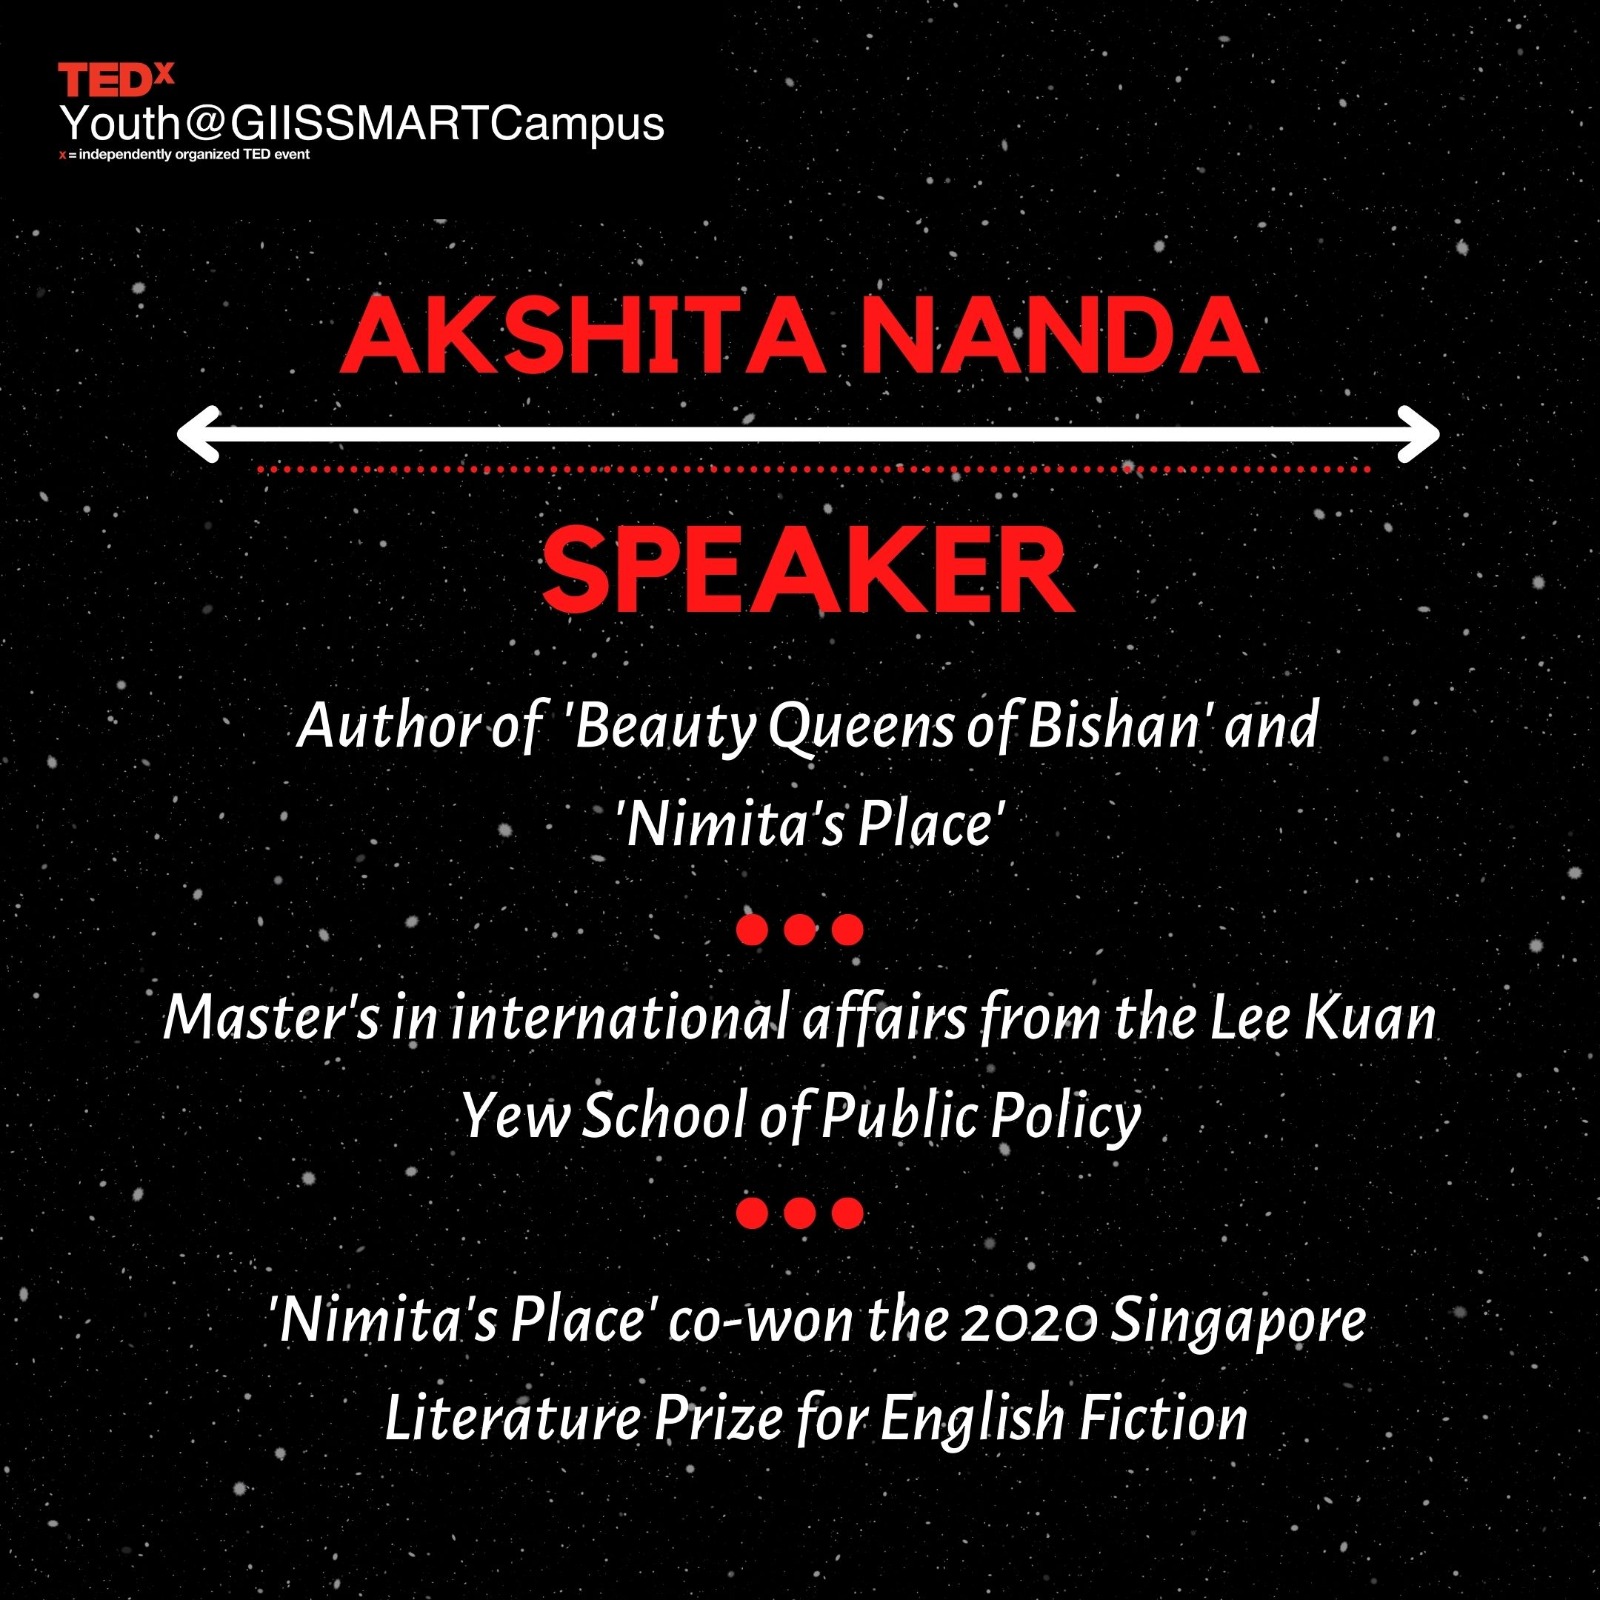 TEDx
Youth@GIISSMARTCampus
x = independently organized TED event
AKSHITA NANDA
SPEAKER
Author of 'Beauty Queens of Bishan' and
'Nimita's Place'
Master's in international affairs from the Lee Kuan
Yew School of Public Policy
'Nimita's Place' co-won the 2020 Singapore
Literature Prize for English Fiction